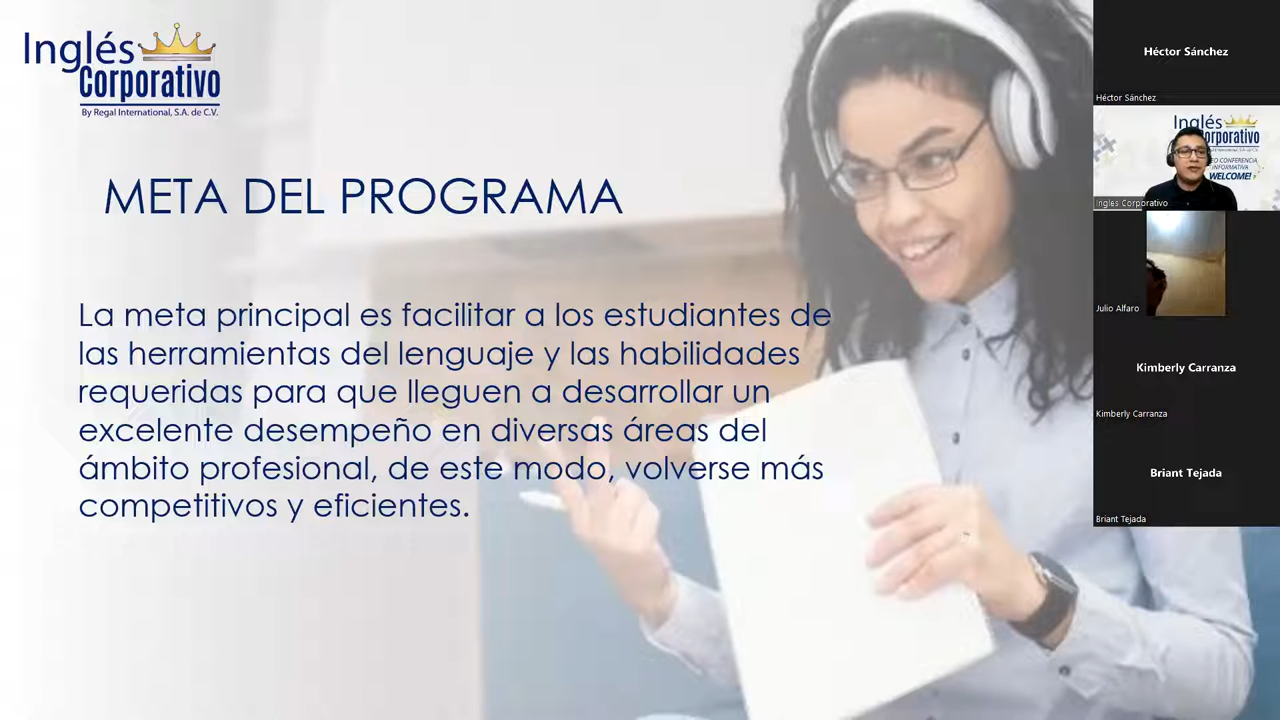 Inglés
Corporativo
By Regal International, S.A. de C.V.
META DEL PROGRAMA
La meta principal es facilitar a los estudiantes de
las herramientas del lenguaje y las habilidades
requeridas para que lleguen a desarrollar un
excelente desempeño en diversas áreas del
ámbito profesional, de este modo, volverse más
competitivos y eficientes.
Héctor Sánchez
Héctor Sánchez
Inglés
CONFERENCIA
INFORMATIVA
WELCOME!
Inglés Corporativo
Julio Alfaro
Kimberly Carranza
Kimberly Carranza
Briant Tejada
Briant Tejada